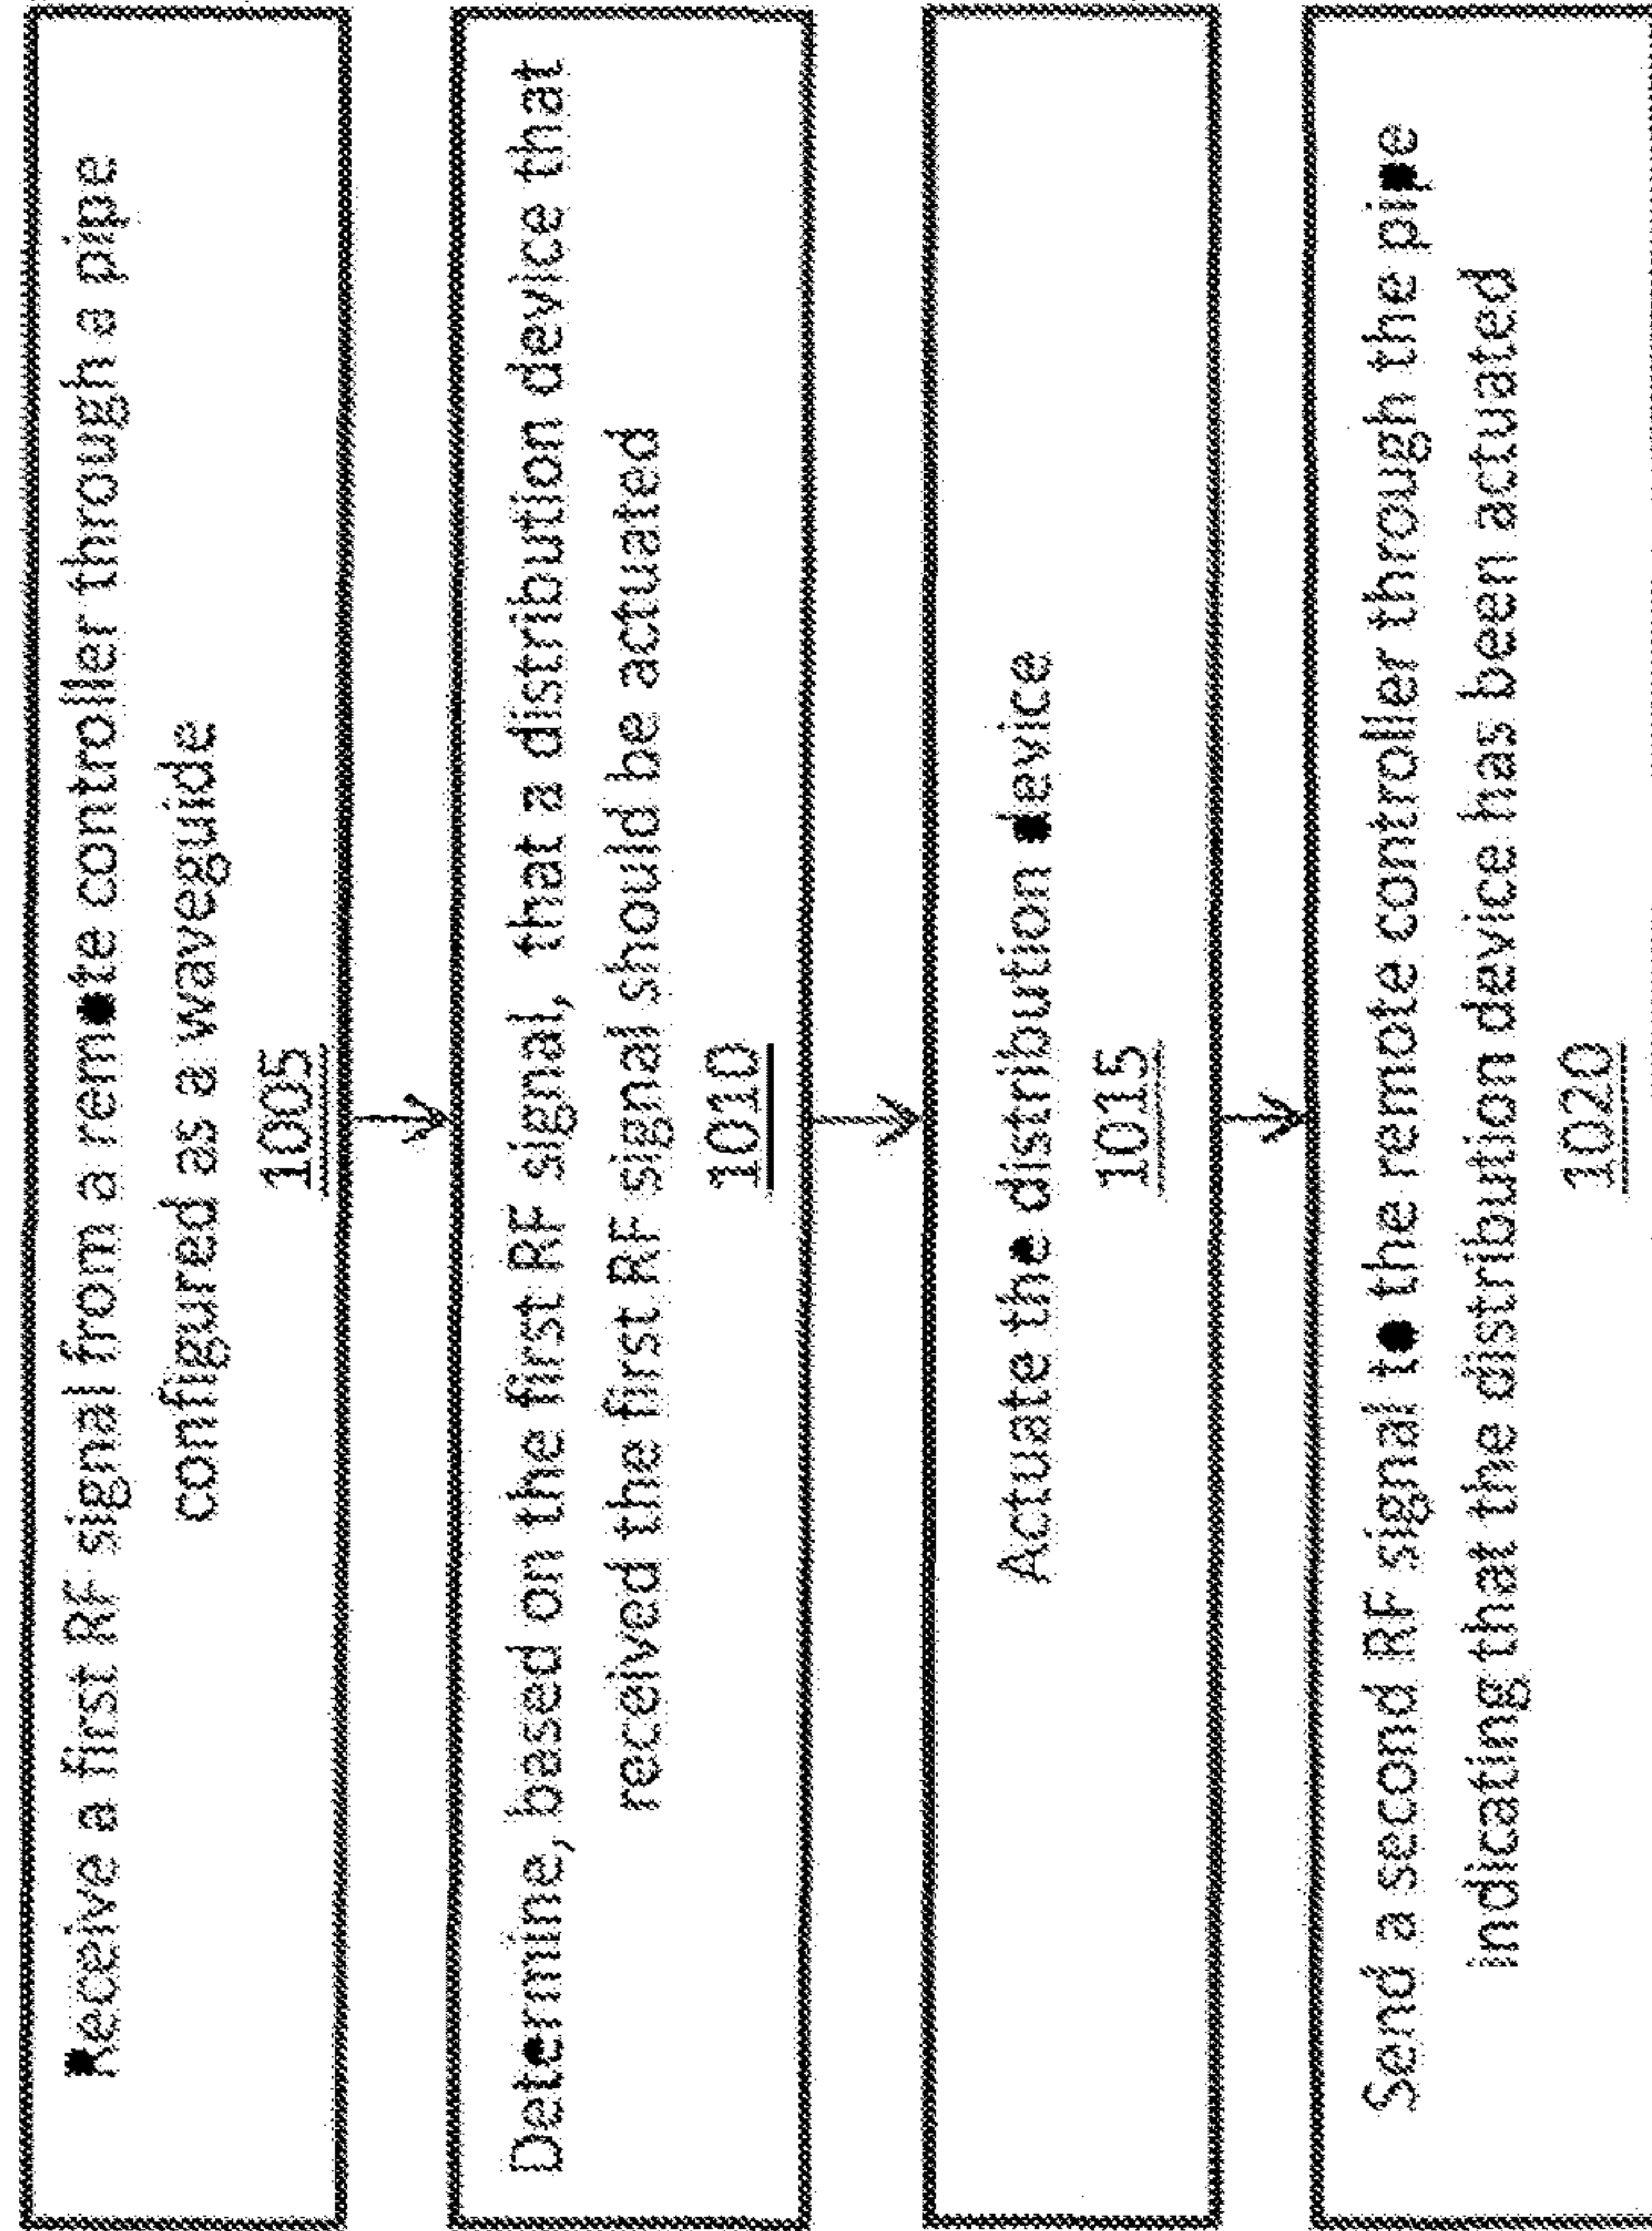 Receive a first RF signal from a remote controller through a pipe
configured as a waveguide
1005
Determine, based on the first RF signal, that a distribution device that
received the first RF signal should be actuated
1010
Actuate the distribution device
1015
Send a second RF signal to the remote controller through the pipe
indicating that the distribution device has been actuated
1020